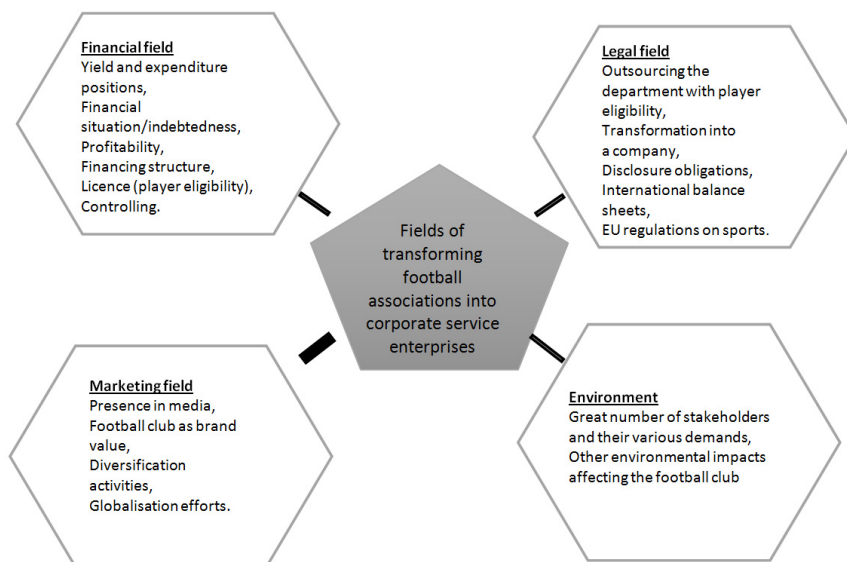 Financial field
Yield and expenditure
positions,
Financial
situation/indebtedness,
Profitability,
Financing structure,
Licence (player eligibility),
Controlling.
Legal field
Outsourcing the
department with player
eligibility,
Transformation into
a company,
Disclosure obligations,
International balance
sheets,
EU regulations on sports.
Fields of
transforming
football
associations into
corporate service
enterprises
Marketing field
Presence in media,
Football club as brand
value,
Diversification
activities,
Globalisation efforts.
Environment
Great number of stakeholders
and their various demands,
Other environmental impacts
affecting the football club